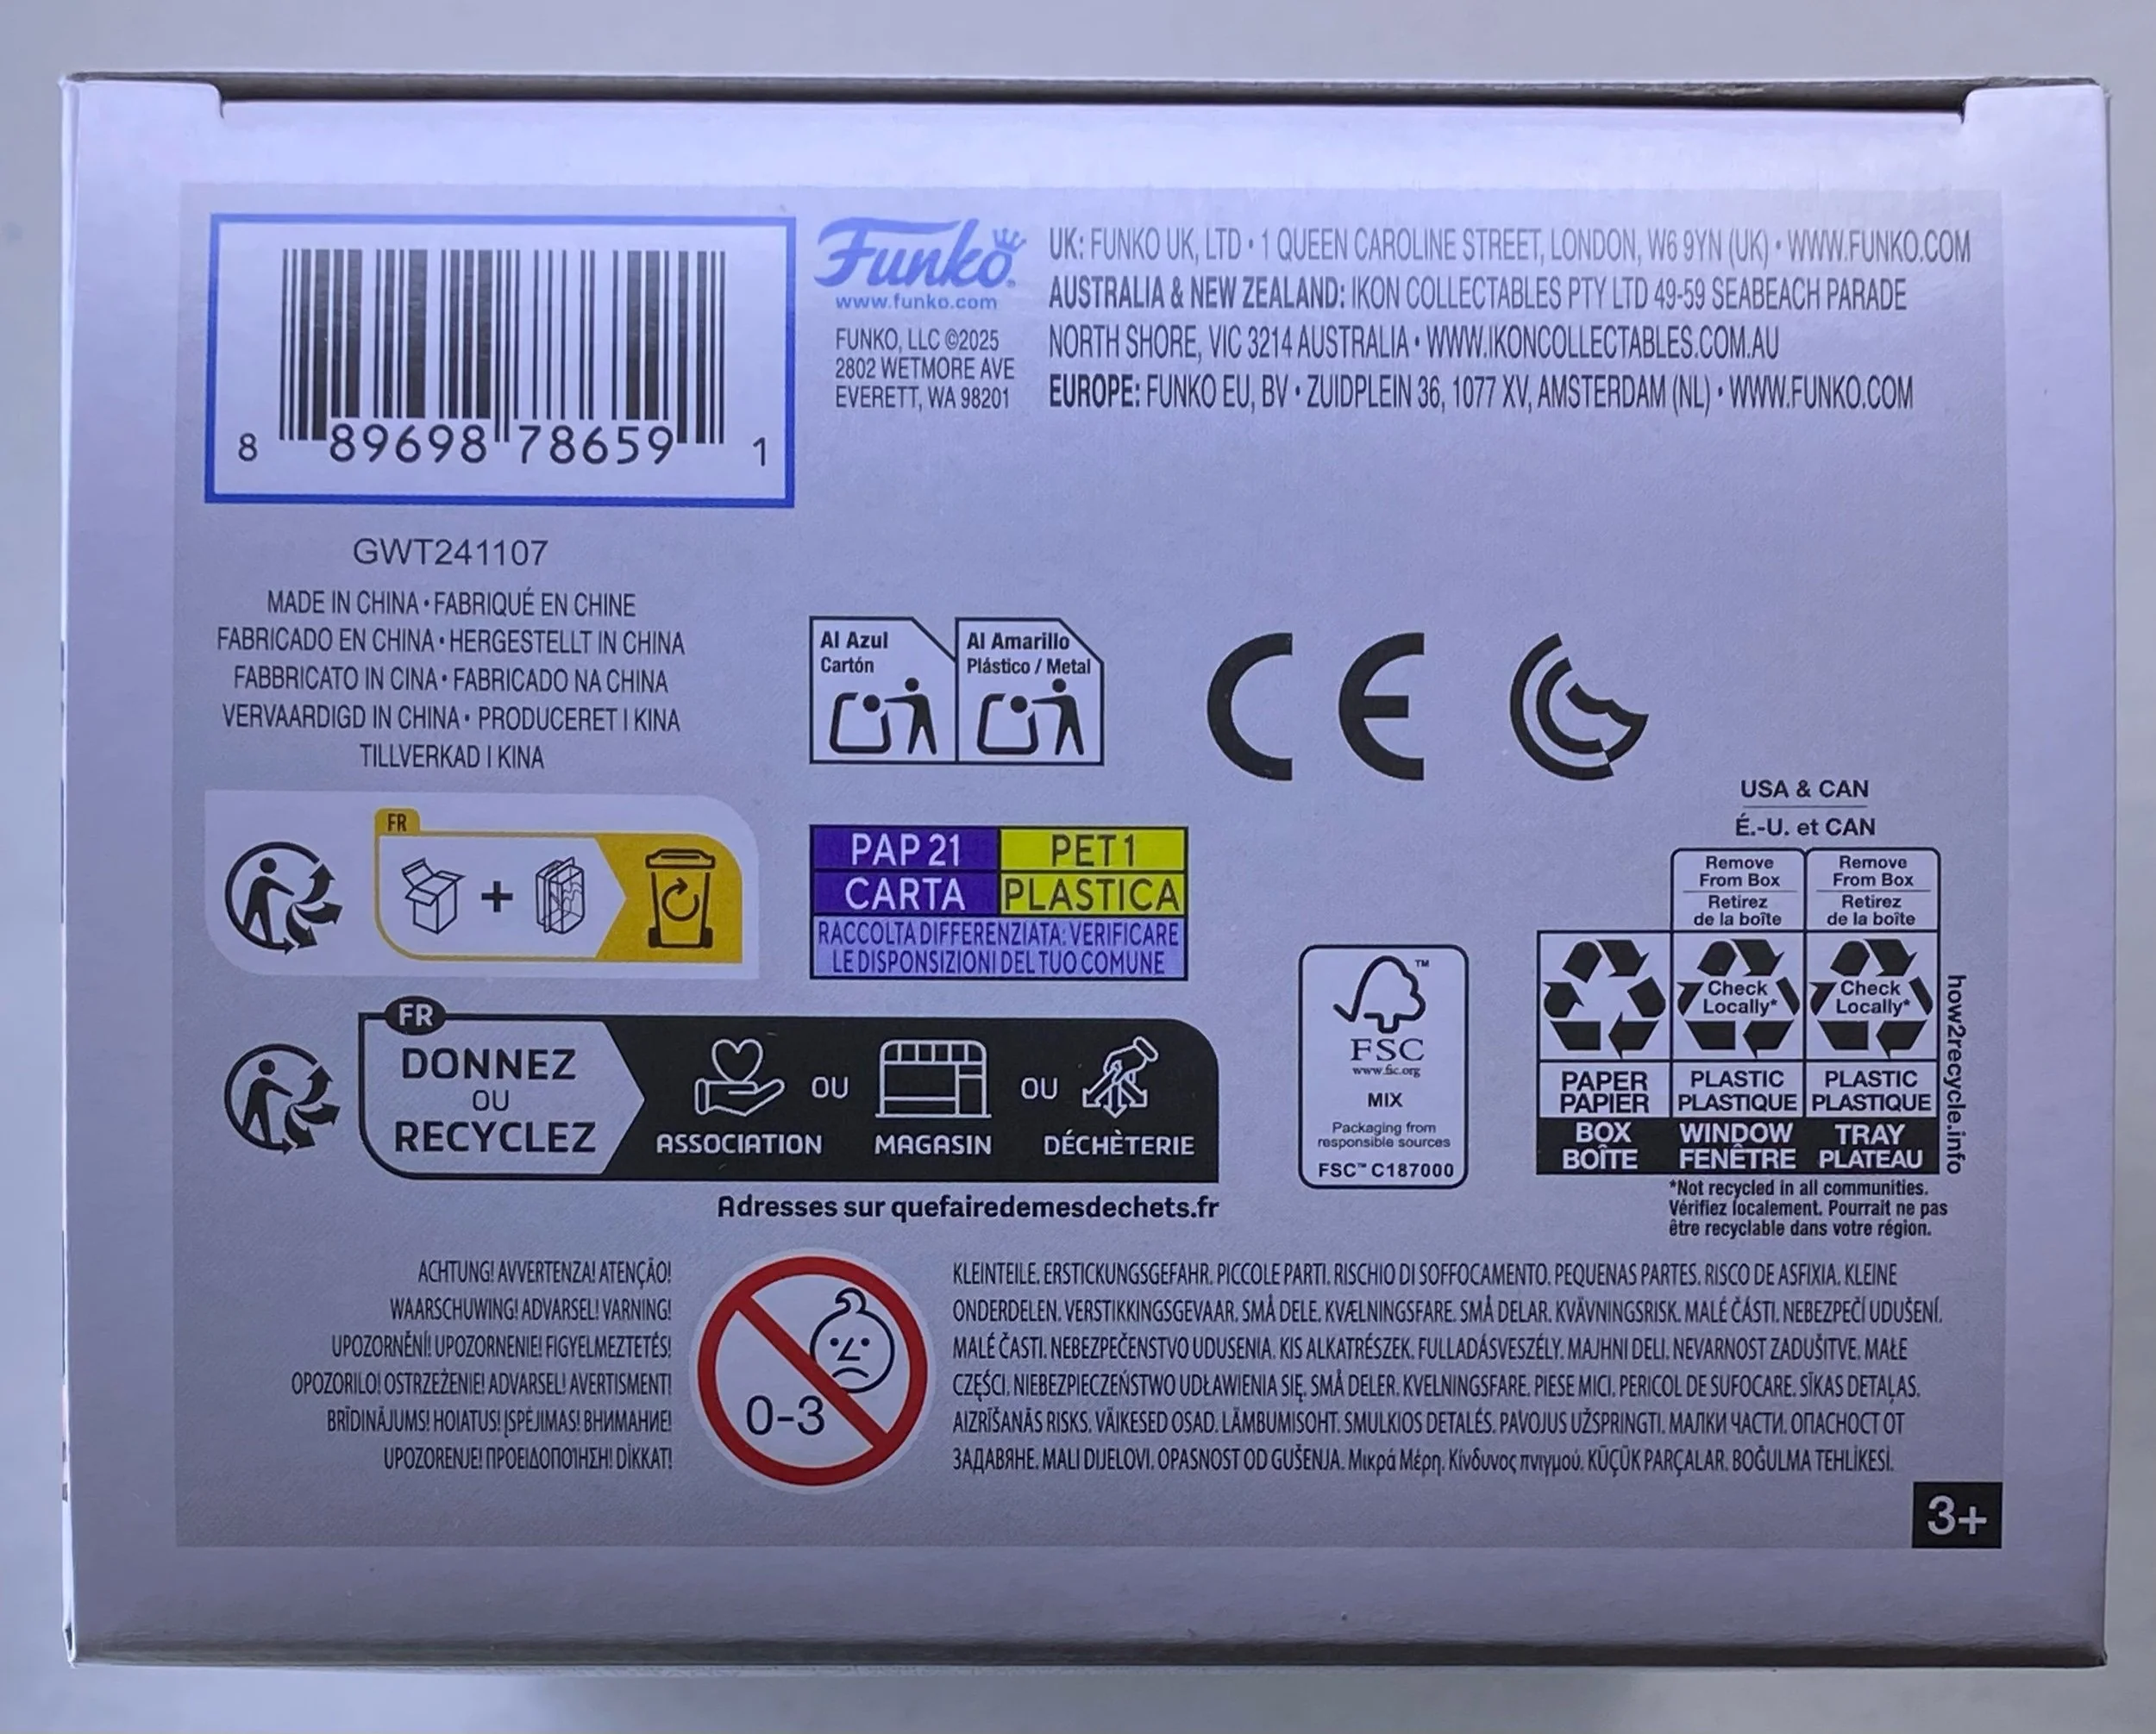 8 89698 78659 1
Funko
www.funko.com
FUNKO, LLC ©2025
2802 WETMORE AVE
EVERETT, WA 98201
UK: FUNKO UK, LTD • 1 QUEEN CAROLINE STREET, LONDON, W6 9YN (UK) • WWW.FUNKO.COM
AUSTRALIA & NEW ZEALAND: IKON COLLECTABLES PTY LTD 49-59 SEABEACH PARADE
NORTH SHORE, VIC 3214 AUSTRALIA • WWW.IKONCOLLECTABLES.COM.AU
EUROPE: FUNKO EU, BV • ZUIDPLEIN 36, 1077 XV, AMSTERDAM (NL) • WWW.FUNKO.COM
GWT241107
MADE IN CHINA • FABRIQUÉ EN CHINE
FABRICADO EN CHINA • HERGESTELLT IN CHINA
FABBRICATO IN CINA • FABRICADO NA CHINA
VERVAARDIGD IN CHINA • PRODUCERET I KINA
TILLVERKAD I KINA
Al Azul
Cartón
Al Amarillo
Plástico / Metal
CE
FR
PAP 21
CARTA
PET 1
PLASTICA
RACCOLTA DIFFERENZIATA: VERIFICARE
LE DISPONSIZIONI DEL TUO COMUNE
USA & CAN
É.-U. et CAN
Remove
From Box
Retirez
de la boîte
Remove
From Box
Retirez
de la boîte
Check
Locally*
Check
Locally*
PAPER
PAPIER
PLASTIC
PLASTIQUE
PLASTIC
PLASTIQUE
BOX
BOÎTE
WINDOW
FENÊTRE
TRAY
PLATEAU
how2recycle.info
*Not recycled in all communities.
Vérifiez localement. Pourrait ne pas
être recyclable dans votre région.
FR
DONNEZ
OU
RECYCLEZ
ASSOCIATION
OU
MAGASIN
OU
DÉCHÈTERIE
Adresses sur quefairedemesdechets.fr
™
FSC
www.fsc.org
MIX
Packaging from
responsible sources
FSC™ C187000
ACHTUNG! AVVERTENZA! ATENÇÃO!
WAARSCHUWING! ADVARSEL! VARNING!
UPOZORNĚNÍ! UPOZORNENIE! FIGYELMEZTETÉS!
OPOZORILO! OSTRZEŻENIE! ADVARSEL! AVERTISMENT!
BRĪDINĀJUMS! HOIATUS! ĮSPĖJIMAS! ВНИМАНИЕ!
UPOZORENJE! ΠΡΟΕΙΔΟΠΟΊΗΣΗ! DİKKAT!
0-3
KLEINTEILE. ERSTICKUNGSGEFAHR. PICCOLE PARTI. RISCHIO DI SOFFOCAMENTO. PEQUENAS PARTES. RISCO DE ASFIXIA. KLEINE
ONDERDELEN. VERSTIKKINGSGEVAAR. SMÅ DELE. KVÆLNINGSFARE. SMÅ DELAR. KVÄVNINGSRISK. MALÉ ČÁSTI. NEBEZPEČÍ UDUŠENÍ.
MALÉ ČASTI. NEBEZPEČENSTVO UDUSENIA. KIS ALKATRÉSZEK. FULLADÁSVESZÉLY. MAJHNI DELI. NEVARNOST ZADUŠITVE. MAŁE
CZĘŚCI. NIEBEZPIECZEŃSTWO UDŁAWIENIA SIĘ. SMÅ DELER. KVELNINGSFARE. PIESE MICI. PERICOL DE SUFOCARE. SĪKAS DETAĻAS.
AIZRĪŠANĀS RISKS. VÄIKESED OSAD. LÄMBUMISOHT. SMULKIOS DETALĖS. PAVOJUS UŽSPRINGTI. МАЛКИ ЧАСТИ. ОПАСНОСТ ОТ
ЗАДАВЯНЕ. MALI DIJELOVI. OPASNOST OD GUŠENJA. Μικρά Μέρη. Κίνδυνος πνιγμού. KÜÇÜK PARÇALAR. BOĞULMA TEHLİKESİ.
3+